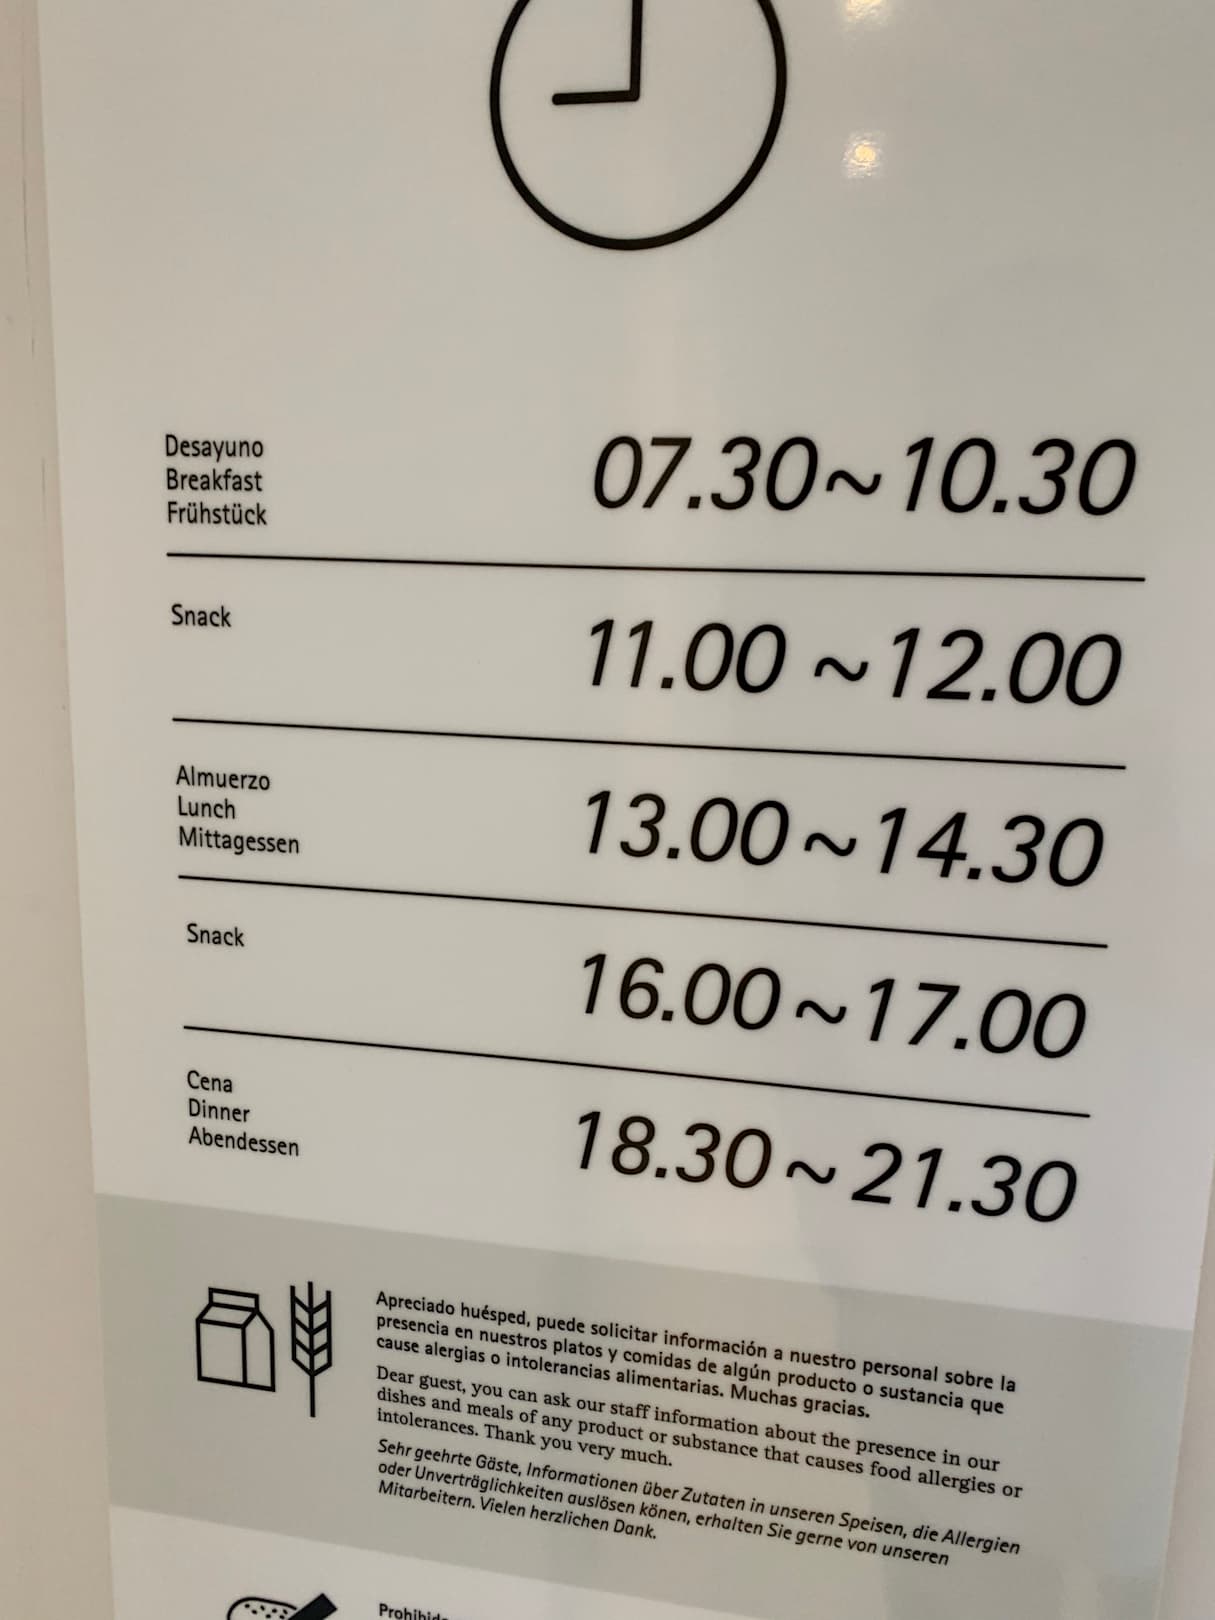 Desayuno
Breakfast
Frühstück
07.30~10.30
Snack
11.00 ~12.00
Almuerzo
Lunch
Mittagessen
13.00~14.30
Snack
16.00~17.00
Cena
Dinner
Abendessen
18.30~21.30
Apreciado huésped, puede solicitar información a nuestro personal sobre la
presencia en nuestros platos y comidas de algún producto o sustancia que
cause alergias o intolerancias alimentarias. Muchas gracias.
Dear guest, you can ask our staff information about the presence in our
dishes and meals of any product or substance that causes food allergies or
intolerances. Thank you very much.
Sehr geehrte Gäste, Informationen über Zutaten in unseren Speisen, die Allergien
oder Unverträglichkeiten auslösen könen, erhalten Sie gerne von unseren
Mitarbeitern. Vielen herzlichen Dank.